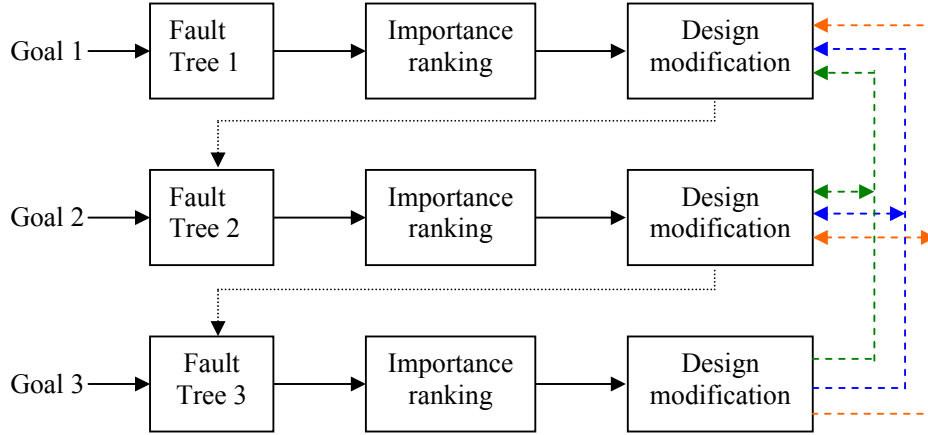 Goal 1
Fault
Tree 1
Importance
ranking
Design
modification
Goal 2
Fault
Tree 2
Importance
ranking
Design
modification
Goal 3
Fault
Tree 3
Importance
ranking
Design
modification